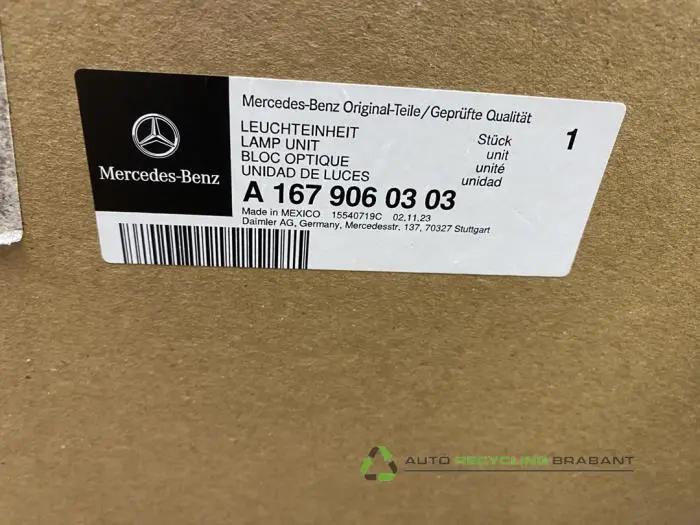 Mercedes-Benz
Mercedes-Benz Original-Teile/Geprüfte Qualität
LEUCHTEINHEIT
LAMP UNIT
BLOC OPTIQUE
UNIDAD DE LUCES
Stück
unit
unité
unidad
1
A 167 906 03 03
Made in MEXICO 15540719C 02.11.23
Daimler AG, Germany, Mercedesstr. 137, 70327 Stuttgart
AUTO RECYCLING BRABANT